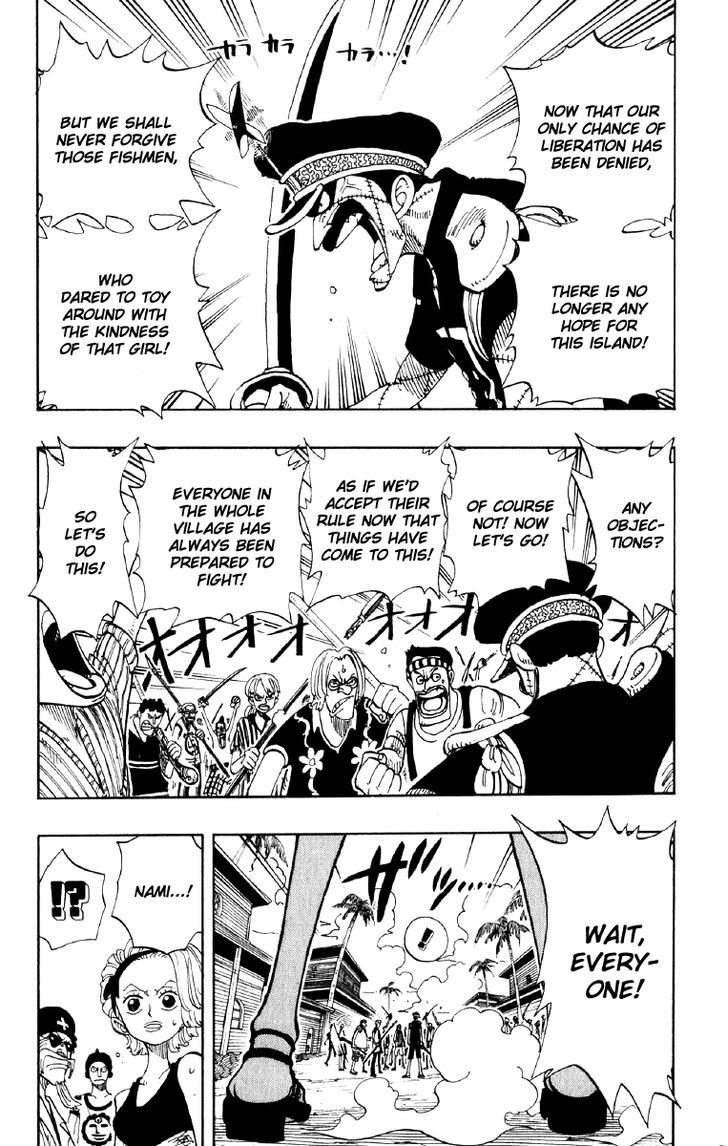 カラ カラ カラ…!
NOW THAT OUR
ONLY CHANCE OF
LIBERATION HAS
BEEN DENIED,
THERE IS NO
LONGER ANY
HOPE FOR
THIS ISLAND!
BUT WE SHALL
NEVER FORGIVE
THOSE FISHMEN,
WHO
DARED TO TOY
AROUND WITH
THE KINDNESS
OF THAT GIRL!
ANY
OBJEC-
TIONS?
OF COURSE
NOT! NOW
LET'S GO!
AS IF WE'D
ACCEPT THEIR
RULE NOW THAT
THINGS HAVE
COME TO THIS!
EVERYONE IN
THE WHOLE
VILLAGE HAS
ALWAYS BEEN
PREPARED TO
FIGHT!
SO
LET'S
DO
THIS!
オオオオオオオ
WAIT,
EVERY-
ONE!
ザッ…!
!
NAMI...!
!?